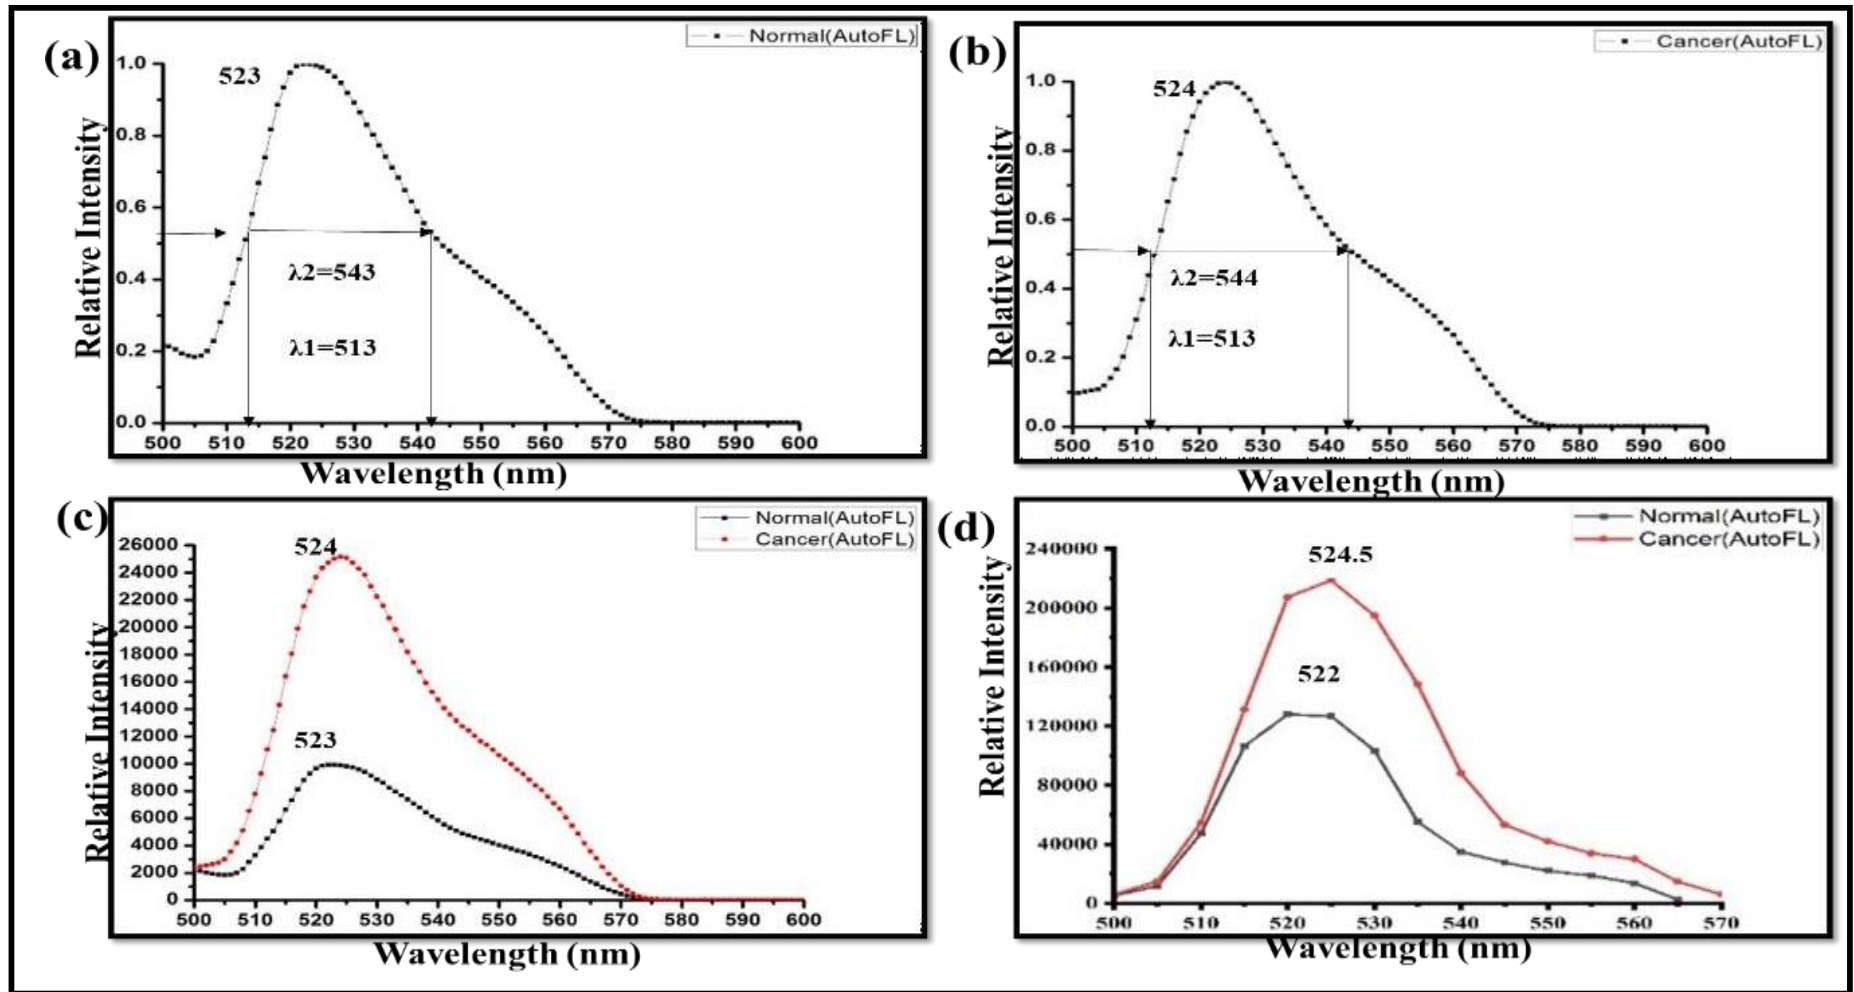 (a)
Normal(AutoFL)
523
1.0
0.8
0.6
0.4
0.2
0.0
λ2=543
λ1=513
500 510 520 530 540 550 560 570 580 590 600
Relative Intensity
Wavelength (nm)
(b)
Cancer(AutoFL)
524
1.0
0.8
0.6
0.4
0.2
0.0
λ2=544
λ1=513
500 510 520 530 540 550 560 570 580 590 600
Relative Intensity
Wavelength (nm)
(c)
Normal(AutoFL)
Cancer(AutoFL)
524
523
26000
24000
22000
20000
18000
16000
14000
12000
10000
8000
6000
4000
2000
0
500 510 520 530 540 550 560 570 580 590 600
Relative Intensity
Wavelength (nm)
(d)
Normal(AutoFL)
Cancer(AutoFL)
524.5
522
240000
200000
160000
120000
80000
40000
0
500 510 520 530 540 550 560 570
Relative Intensity
Wavelength (nm)